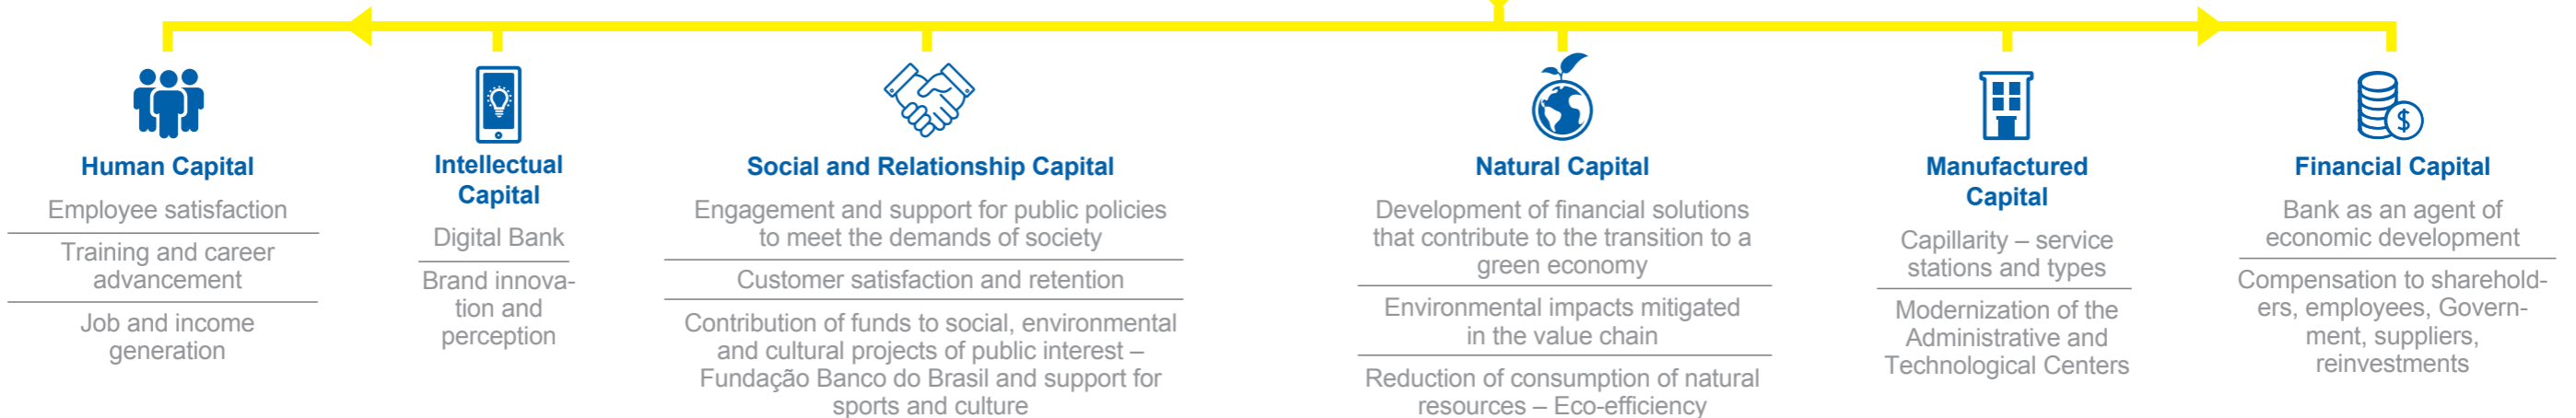 Human Capital
Employee satisfaction
Training and career
advancement
Job and income
generation
Intellectual
Capital
Digital Bank
Brand innova-
tion and
perception
Social and Relationship Capital
Engagement and support for public policies
to meet the demands of society
Customer satisfaction and retention
Contribution of funds to social, environmental
and cultural projects of public interest –
Fundação Banco do Brasil and support for
sports and culture
Natural Capital
Development of financial solutions
that contribute to the transition to a
green economy
Environmental impacts mitigated
in the value chain
Reduction of consumption of natural
resources – Eco-efficiency
Manufactured
Capital
Capillarity – service
stations and types
Modernization of the
Administrative and
Technological Centers
$
Financial Capital
Bank as an agent of
economic development
Compensation to sharehold-
ers, employees, Govern-
ment, suppliers,
reinvestments